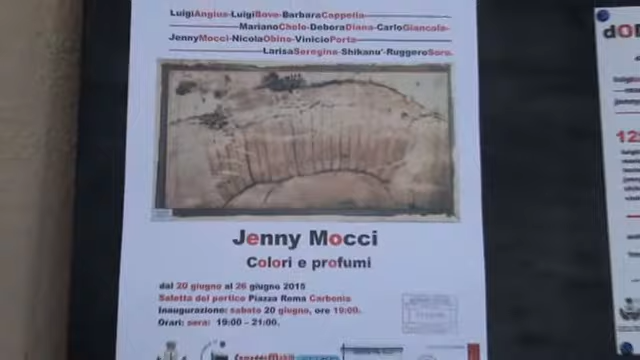 LuigiAngius-LuigiBove-BarbaraCappella
MarianoChelo-DeboraDiana-CarloGiancola-
JennyMocci-NicolaObino-VinicioPorta
LarisaSeregina-Shikanu'-RuggeroSoru.
Jenny Mocci
Colori e profumi
dal 20 giugno al 26 giugno 2015
Saletta del portico Piazza Roma Carbonia
Inaugurazione: sabato 20 giugno, ore 19:00.
Orari: sera: 19:00 - 21:00.